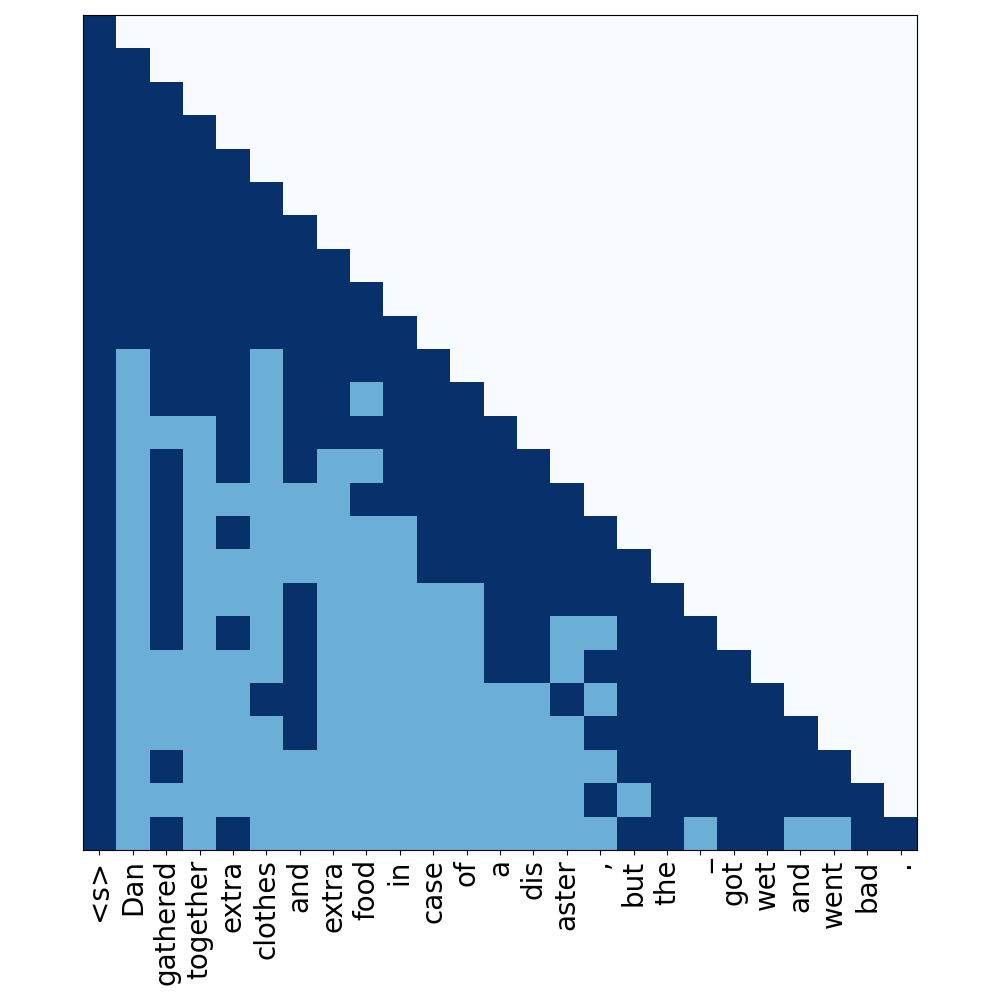 <s> Dan gathered together extra clothes and extra food in case of a dis aster , but the _ got wet and went bad .